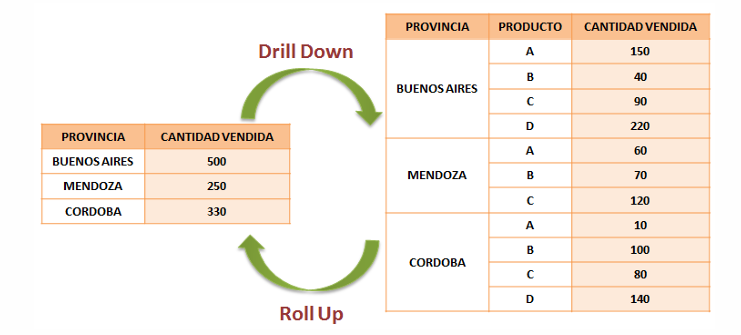 Drill Down
PROVINCIA CANTIDAD VENDIDA
BUENOS AIRES 500
MENDOZA 250
CORDOBA 330
Roll Up
PROVINCIA PRODUCTO CANTIDAD VENDIDA
BUENOS AIRES
A 150
B 40
C 90
D 220
MENDOZA
A 60
B 70
C 120
CORDOBA
A 10
B 100
C 80
D 140